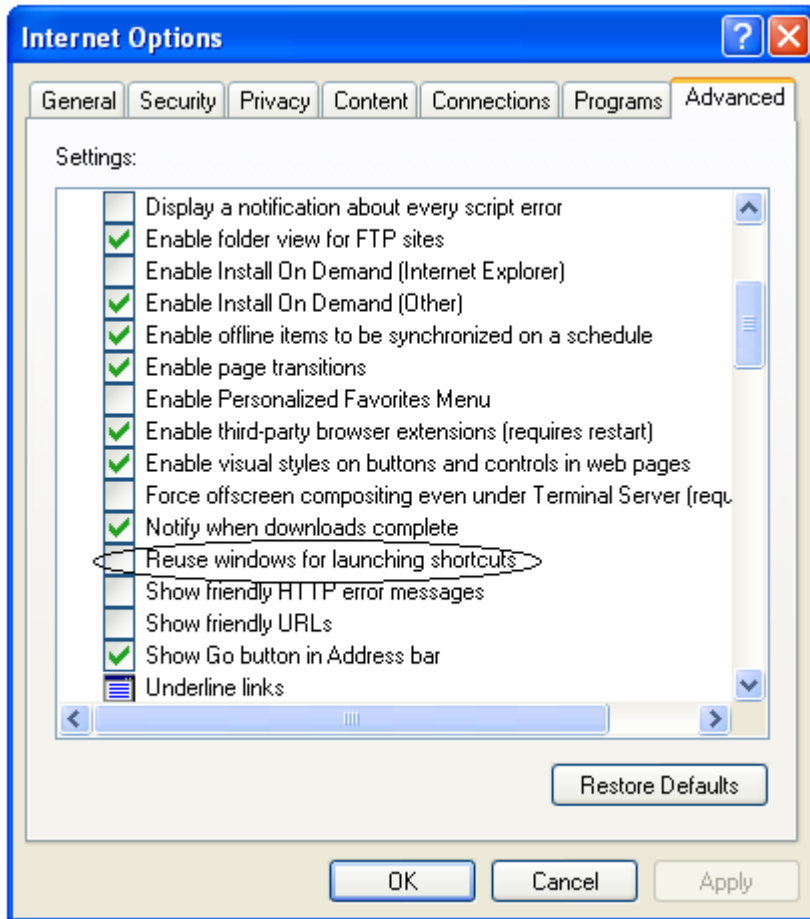 Internet Options
General Security Privacy Content Connections Programs Advanced
Settings:
Display a notification about every script error
Enable folder view for FTP sites
Enable Install On Demand (Internet Explorer)
Enable Install On Demand (Other)
Enable offline items to be synchronized on a schedule
Enable page transitions
Enable Personalized Favorites Menu
Enable third-party browser extensions (requires restart)
Enable visual styles on buttons and controls in web pages
Force offscreen compositing even under Terminal Server (requ
Notify when downloads complete
Reuse windows for launching shortcuts
Show friendly HTTP error messages
Show friendly URLs
Show Go button in Address bar
Underline links
Restore Defaults
OK Cancel Apply